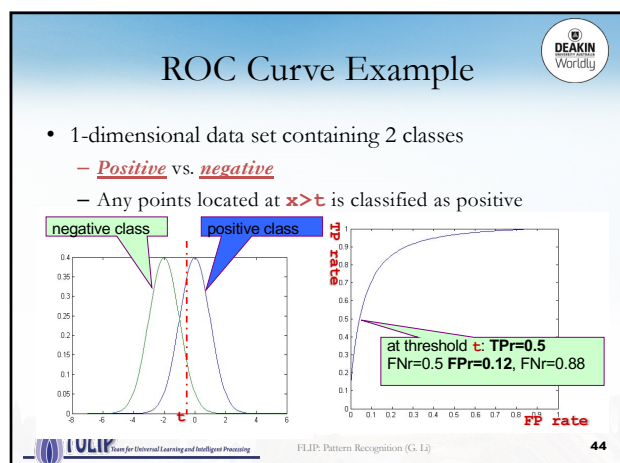 DEAKIN
UNIVERSITY AUSTRALIA
Worldly
ROC Curve Example
• 1-dimensional data set containing 2 classes
– Positive vs. negative
– Any points located at x>t is classified as positive
negative class
positive class
0.4
0.35
0.3
0.25
0.2
0.15
0.1
0.05
0
-8 -6 -4 -2 0 2 4 6
t
TP rate
1
0.9
0.8
0.7
0.6
0.5
0.4
0.3
0.2
0.1
0
0 0.1 0.2 0.3 0.4 0.5 0.6 0.7 0.8 0.9 1
FP rate
at threshold t: TPr=0.5
FNr=0.5 FPr=0.12, FNr=0.88
TULIP Team for Universal Learning and Intelligent Processing
FLIP: Pattern Recognition (G. Li)
44